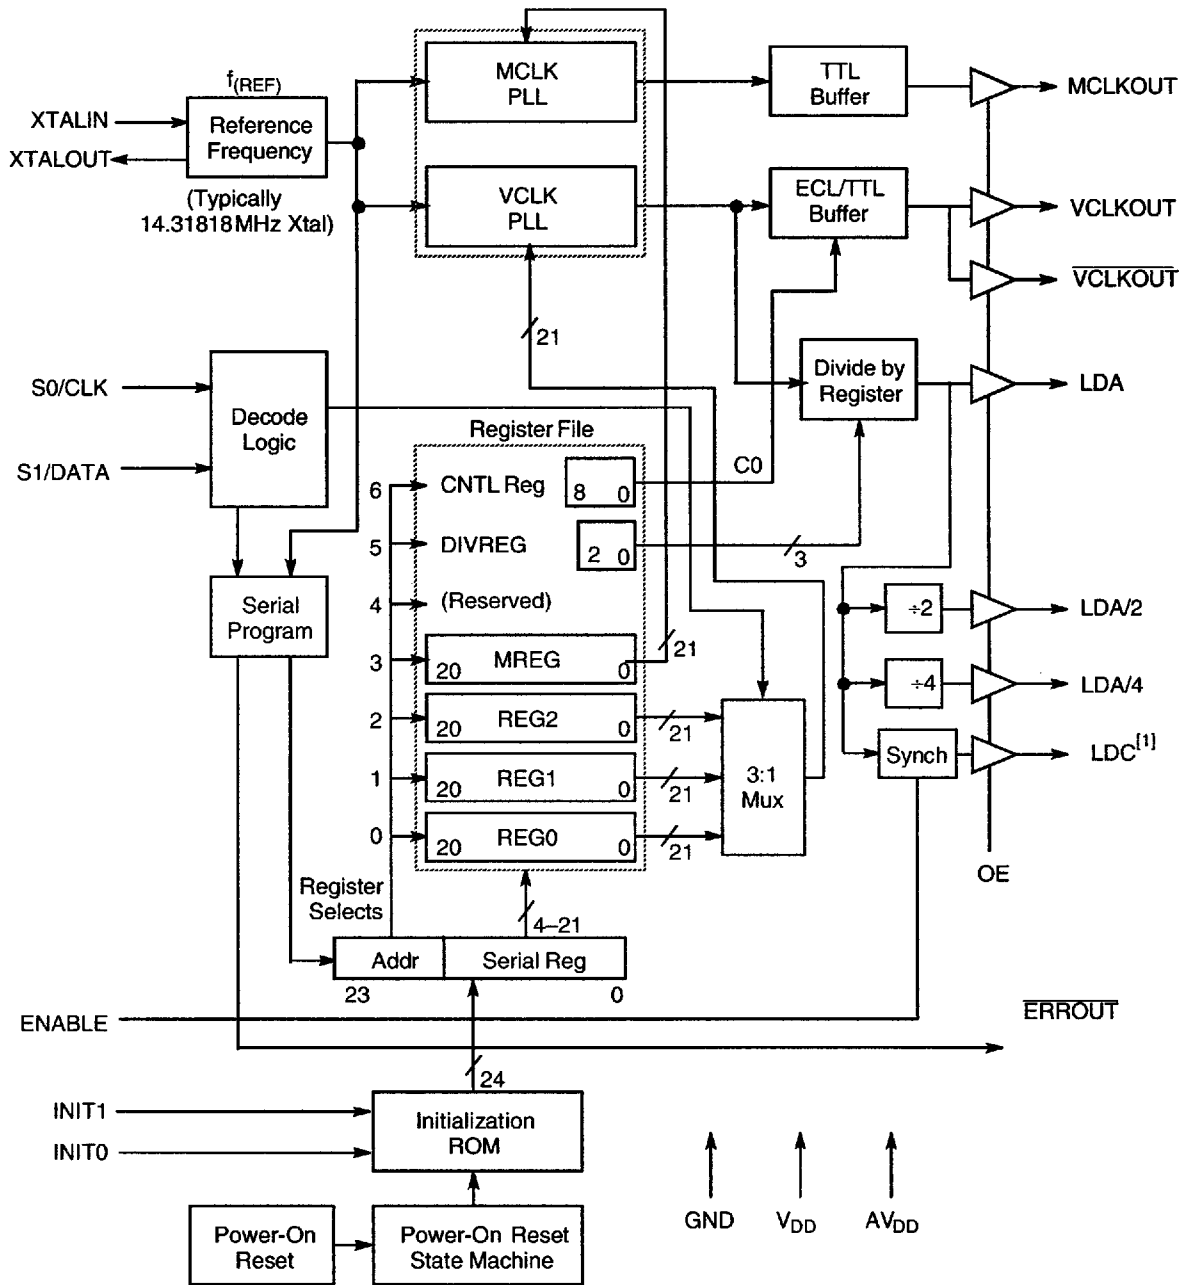 f(REF)
XTALIN
XTALOUT
Reference
Frequency
(Typically
14.31818MHz Xtal)
MCLK
PLL
VCLK
PLL
TTL
Buffer
ECL/TTL
Buffer
MCLKOUT
VCLKOUT
VCLKOUT
21
S0/CLK
S1/DATA
Decode
Logic
Divide by
Register
LDA
Register File
C0
6
CNTL Reg
8 0
5
DIVREG
2 0
3
4
(Reserved)
Serial
Program
3
20 MREG 0
21
2
20 REG2 0
21
1
20 REG1 0
21
0
20 REG0 0
21
3:1
Mux
÷2
LDA/2
÷4
LDA/4
Synch
LDC[1]
OE
Register
Selects
4–21
Addr
Serial Reg
23
0
ENABLE
ERROUT
24
INIT1
INIT0
Initialization
ROM
Power-On
Reset
Power-On Reset
State Machine
GND
VDD
AVDD